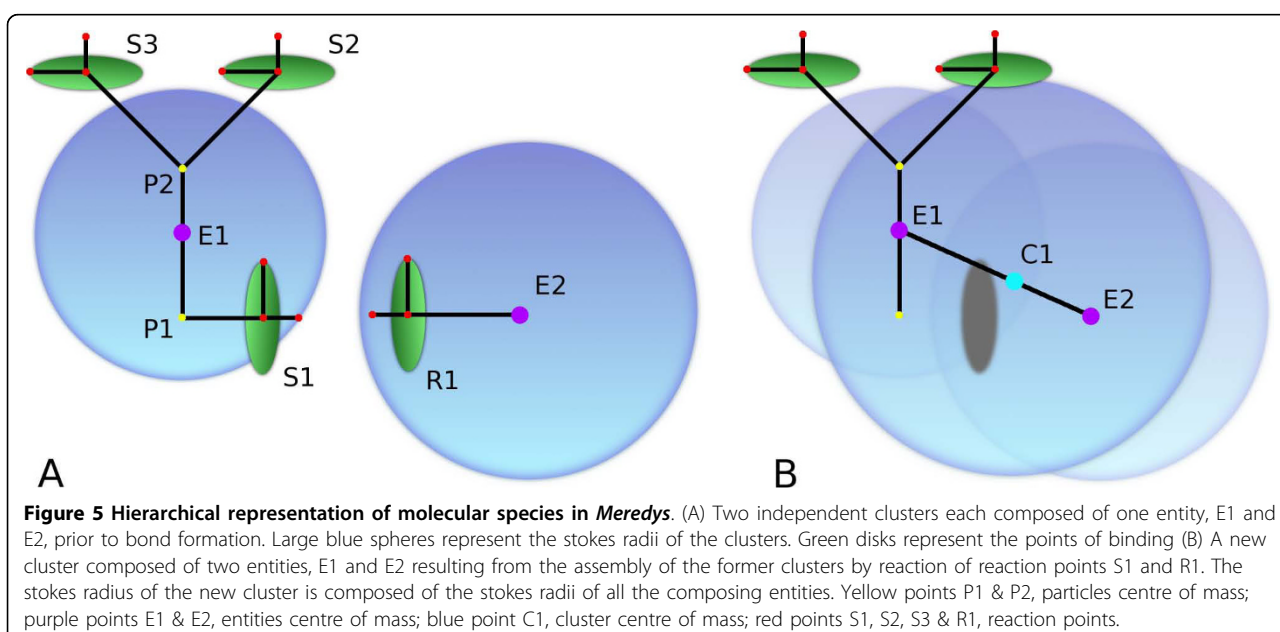 S3
S2
P2
E1
P1
S1
E2
R1
A
E1
C1
E2
B
Figure 5 Hierarchical representation of molecular species in Meredys. (A) Two independent clusters each composed of one entity, E1 and
E2, prior to bond formation. Large blue spheres represent the stokes radii of the clusters. Green disks represent the points of binding (B) A new
cluster composed of two entities, E1 and E2 resulting from the assembly of the former clusters by reaction of reaction points S1 and R1. The
stokes radius of the new cluster is composed of the stokes radii of all the composing entities. Yellow points P1 & P2, particles centre of mass;
purple points E1 & E2, entities centre of mass; blue point C1, cluster centre of mass; red points S1, S2, S3 & R1, reaction points.